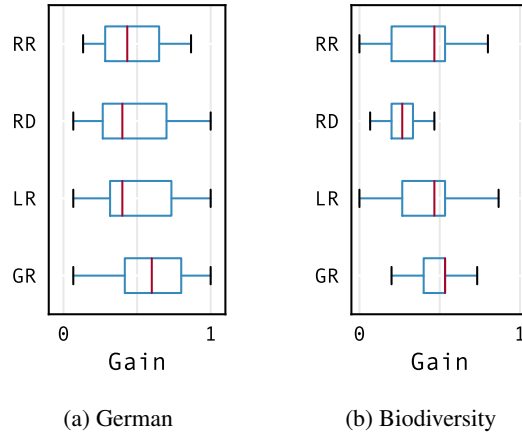 RR
RD
LR
GR
0 1
Gain
(a) German
RR
RD
LR
GR
0 1
Gain
(b) Biodiversity